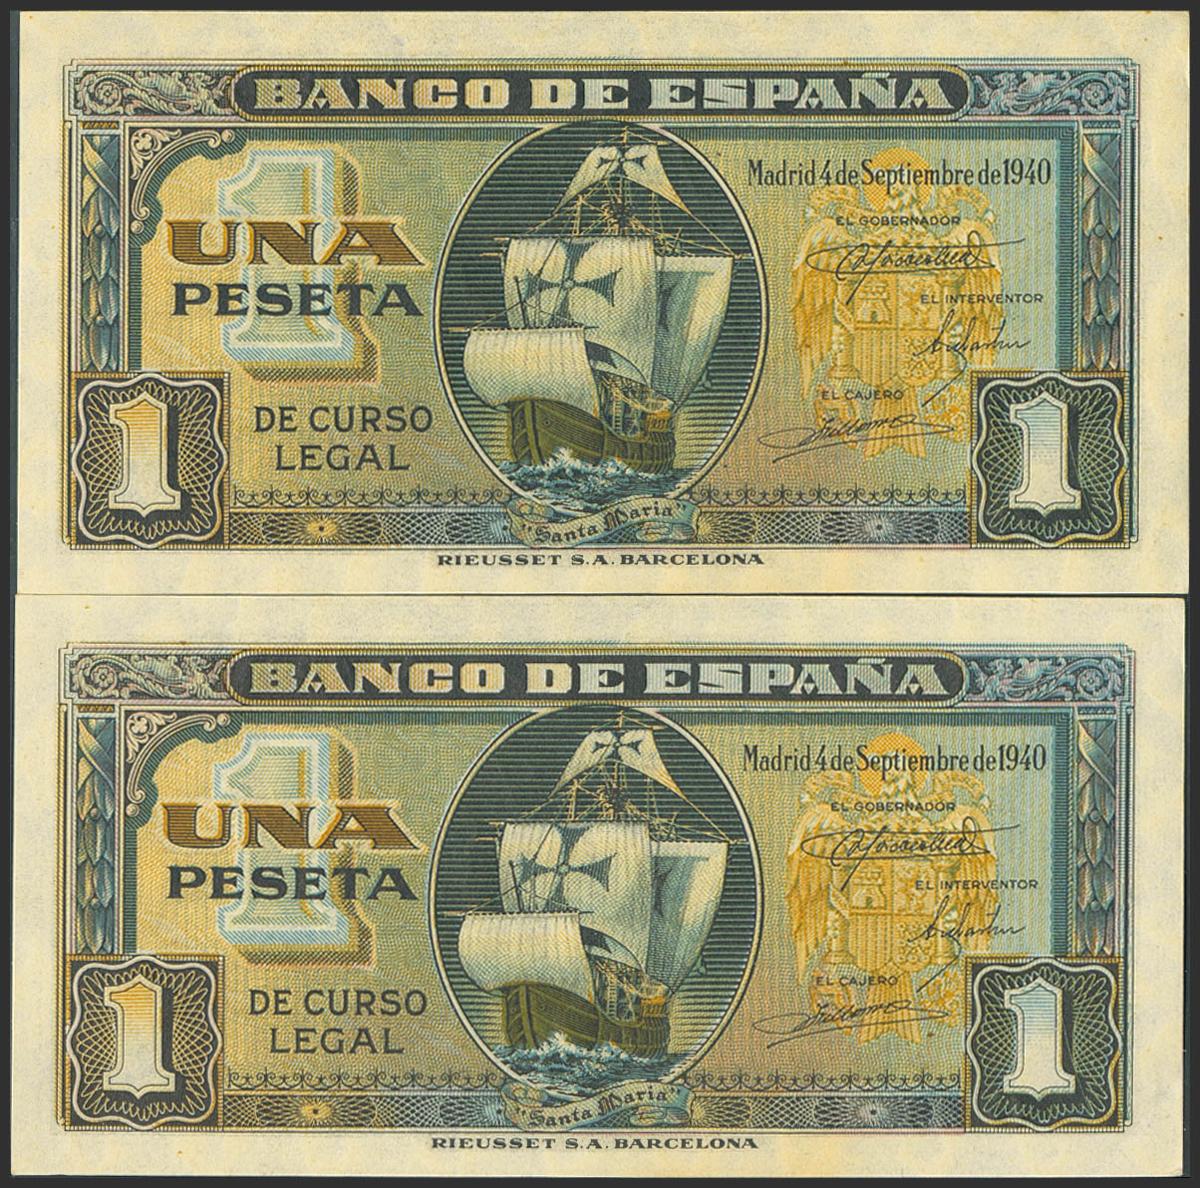 BANCO DE ESPAÑA
Madrid 4 de Septiembre de 1940
EL GOBERNADOR
1
UNA
PESETA
EL INTERVENTOR
EL CAJERO
DE CURSO
LEGAL
1
1
"Santa Maria"
RIEUSSET S.A. BARCELONA
BANCO DE ESPAÑA
Madrid 4 de Septiembre de 1940
EL GOBERNADOR
1
UNA
PESETA
EL INTERVENTOR
EL CAJERO
DE CURSO
LEGAL
1
1
"Santa Maria"
RIEUSSET S.A. BARCELONA